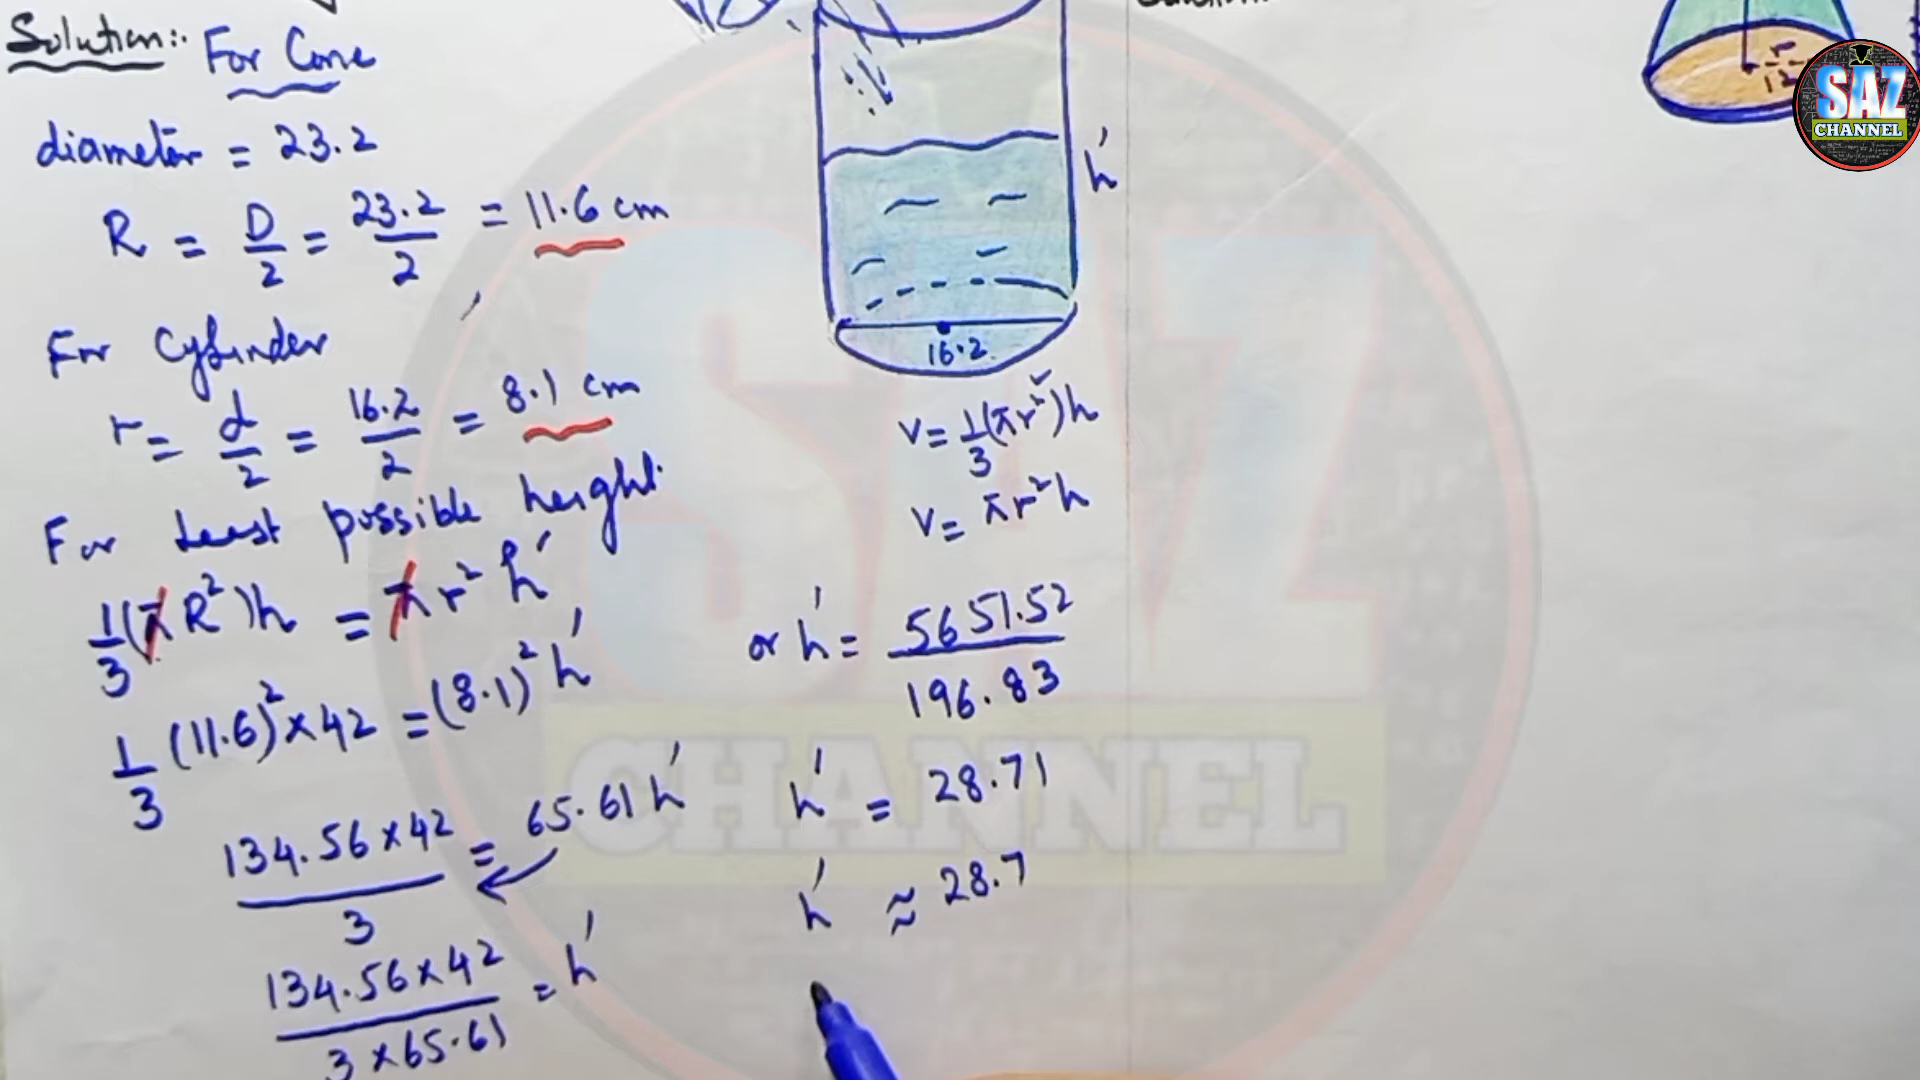 Solution:. For Cone
diameter = 23.2
R = D/2 = 23.2/2 = 11.6 cm
For Cylinder
r = d/2 = 16.2/2 = 8.1 cm
For Least possible height.
1/3(πR²)h = πr²h'
1/3(11.6)²×42 = (8.1)²h'
134.56×42/3 = 65.61h'
134.56×42/3×65.61 = h'
h'
16.2
V = 1/3(πr²)h
V = πr²h
or h' = 5651.52/196.83
h' = 28.71
h' ≈ 28.7
r
12
SAZ
CHANNEL
SAZ
CHANNEL